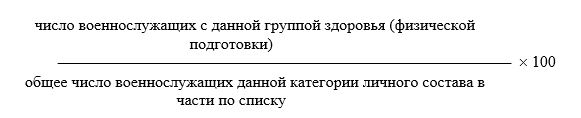 число военнослужащих с данной группой здоровья (физической
подготовки)
× 100
общее число военнослужащих данной категории личного состава в
части по списку